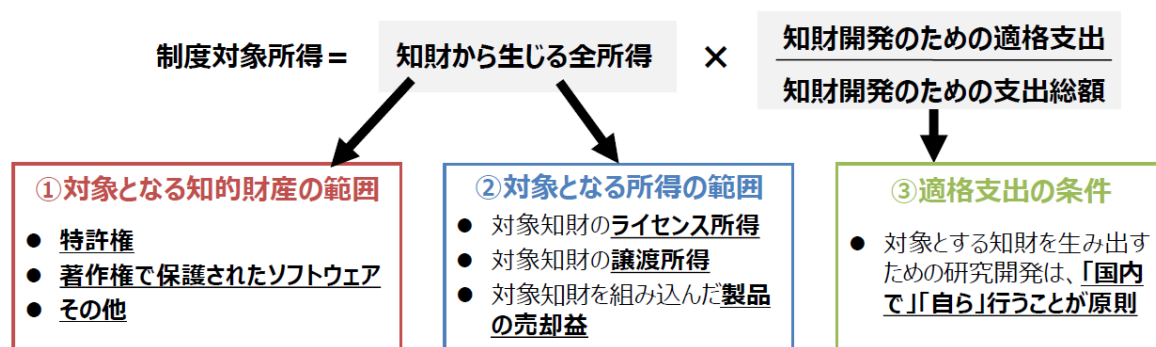 制度対象所得＝ 知財から生じる全所得 × 知財開発のための適格支出
知財開発のための支出総額
①対象となる知的財産の範囲
● 特許権
● 著作権で保護されたソフトウェア
● その他
②対象となる所得の範囲
● 対象知財のライセンス所得
● 対象知財の譲渡所得
● 対象知財を組み込んだ製品
の売却益
③適格支出の条件
● 対象とする知財を生み出す
ための研究開発は、「国内
で」「自ら」行うことが原則